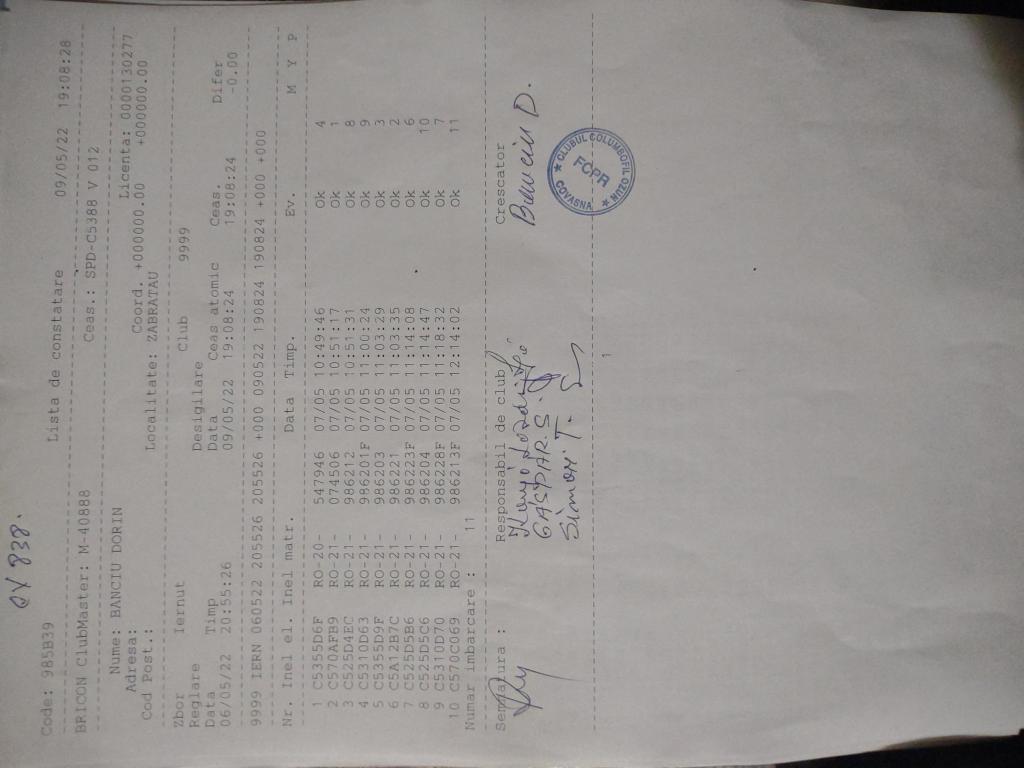 QV 838.
Code: 985B39 Lista de constatare 09/05/22 19:08:28
BRICON ClubMaster: M-40888 Ceas.: SPD-C5388 V 012
Nume: BANCIU DORIN Licenta: 0000130277
Adresa: Coord. +000000.00 +000000.00
Cod Post.: Localitate: ZABRATAU
Zbor Iernut Club 9999
Reglare Desigilare
Data Timp Data Ceas atomic Ceas. Difer
06/05/22 20:55:26 09/05/22 19:08:24 19:08:24 -0.00
9999 IERN 060522 205526 205526 +000 090522 190824 190824 +000 +000
Nr. Inel el. Inel matr. Data Timp. Ev. M Y P
1 C5355D6F RO-20- 547946 07/05 10:49:46 Ok 4
2 C570AFB9 RO-21- 074506 07/05 10:51:17 Ok 1
3 C525D4EC RO-21- 986212 07/05 10:51:31 Ok 8
4 C5310D63 RO-21- 986201F 07/05 11:00:24 Ok 9
5 C5355D9F RO-21- 986203 07/05 11:03:29 Ok 3
6 C5A12B7C RO-21- 986221 07/05 11:03:35 Ok 2
7 C525D5B6 RO-21- 986223F 07/05 11:14:08 Ok 6
8 C525D5C6 RO-21- 986204 07/05 11:14:47 Ok 10
9 C5310D70 RO-21- 986228F 07/05 11:18:32 Ok 7
10 C570CD69 RO-21- 986213F 07/05 12:14:02 Ok 11
Numar imbarcare : 11
Semnatura : Responsabil de club Crescator
GASPAR. S. Banciu D.
Simon T.
CLUBUL COLUMBOFIL OZUN
FCPR
COVASNA
1